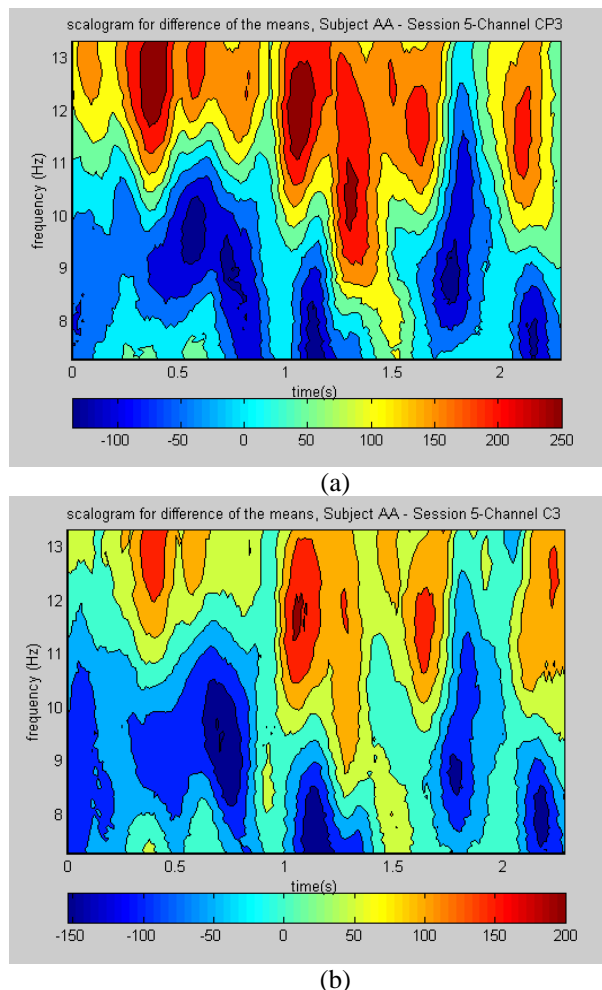 scalogram for difference of the means, Subject AA - Session 5-Channel CP3
13
12
11
10
9
8
frequency (Hz)
0 0.5 1 1.5 2
time(s)
-100 -50 0 50 100 150 200 250
(a)
scalogram for difference of the means, Subject AA - Session 5-Channel C3
13
12
11
10
9
8
frequency (Hz)
0 0.5 1 1.5 2
time(s)
-150 -100 -50 0 50 100 150 200
(b)